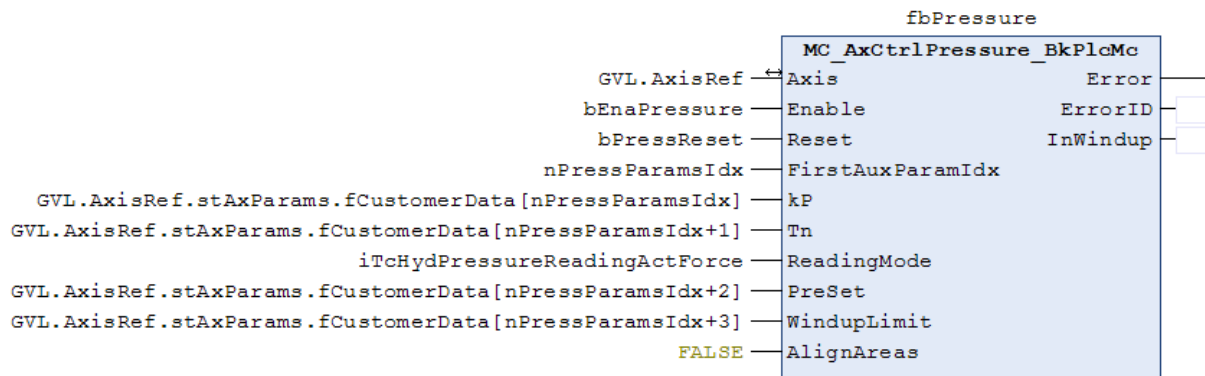 fbPressure
MC_AxCtrlPressure_BkPlcMc
GVL.AxisRef Axis Error
bEnaPressure Enable ErrorID
bPressReset Reset InWindup
nPressParamsIdx FirstAuxParamIdx
GVL.AxisRef.stAxParams.fCustomerData[nPressParamsIdx] kP
GVL.AxisRef.stAxParams.fCustomerData[nPressParamsIdx+1] Tn
iTcHydPressureReadingActForce ReadingMode
GVL.AxisRef.stAxParams.fCustomerData[nPressParamsIdx+2] PreSet
GVL.AxisRef.stAxParams.fCustomerData[nPressParamsIdx+3] WindupLimit
FALSE AlignAreas